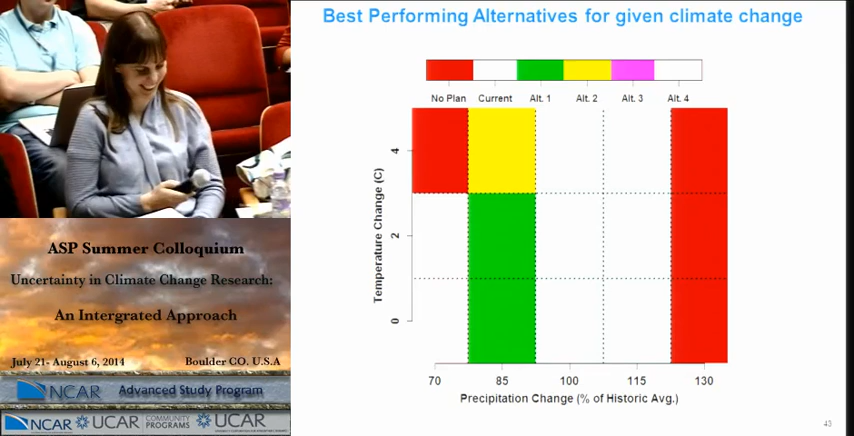 Best Performing Alternatives for given climate change
No Plan Current Alt. 1 Alt. 2 Alt. 3 Alt. 4
Temperature Change (C)
4
2
0
70 85 100 115 130
Precipitation Change (% of Historic Avg.)
43
ASP Summer Colloquium
Uncertainty in Climate Change Research:
An Intergrated Approach
July 21- August 6, 2014 Boulder CO. U.S.A
NCAR Advanced Study Program
NCAR UCAR COMMUNITY PROGRAMS UCAR